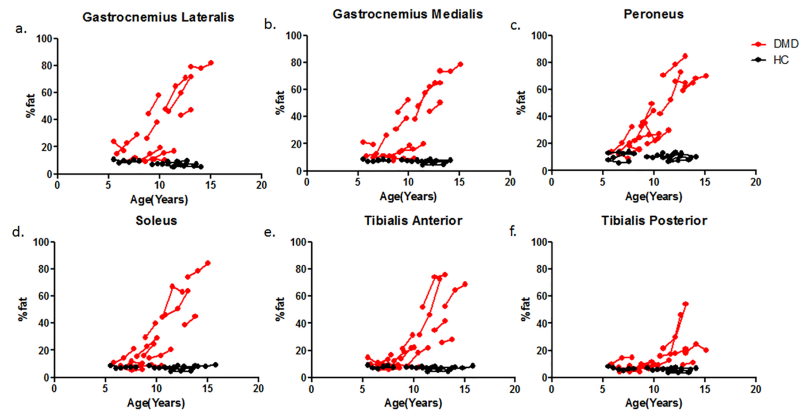 Gastrocnemius Lateralis
Gastrocnemius Medialis
Peroneus
a.
b.
c.
100
80
60
40
20
0
%fat
0
5
10
15
20
Age(Years)
100
80
60
40
20
0
%fat
0
5
10
15
20
Age(Years)
100
80
60
40
20
0
%fat
0
5
10
15
20
Age(Years)
DMD
HC
Soleus
Tibialis Anterior
Tibialis Posterior
d.
e.
f.
100
80
60
40
20
0
%fat
0
5
10
15
20
Age(Years)
100
80
60
40
20
0
%fat
0
5
10
15
20
Age(Years)
100
80
60
40
20
0
%fat
0
5
10
15
20
Age(Years)